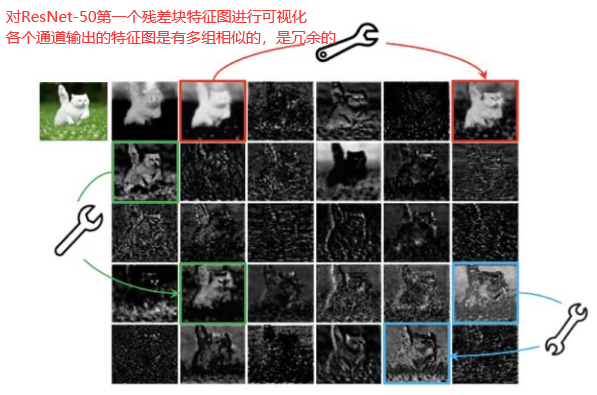 对ResNet-50第一个残差块特征图进行可视化
各个通道输出的特征图是有多组相似的，是冗余的